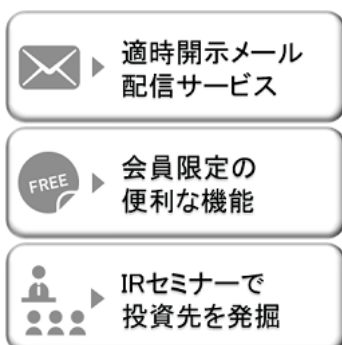 適時開示メール
配信サービス
FREE
会員限定の
便利な機能
IRセミナーで
投資先を発掘